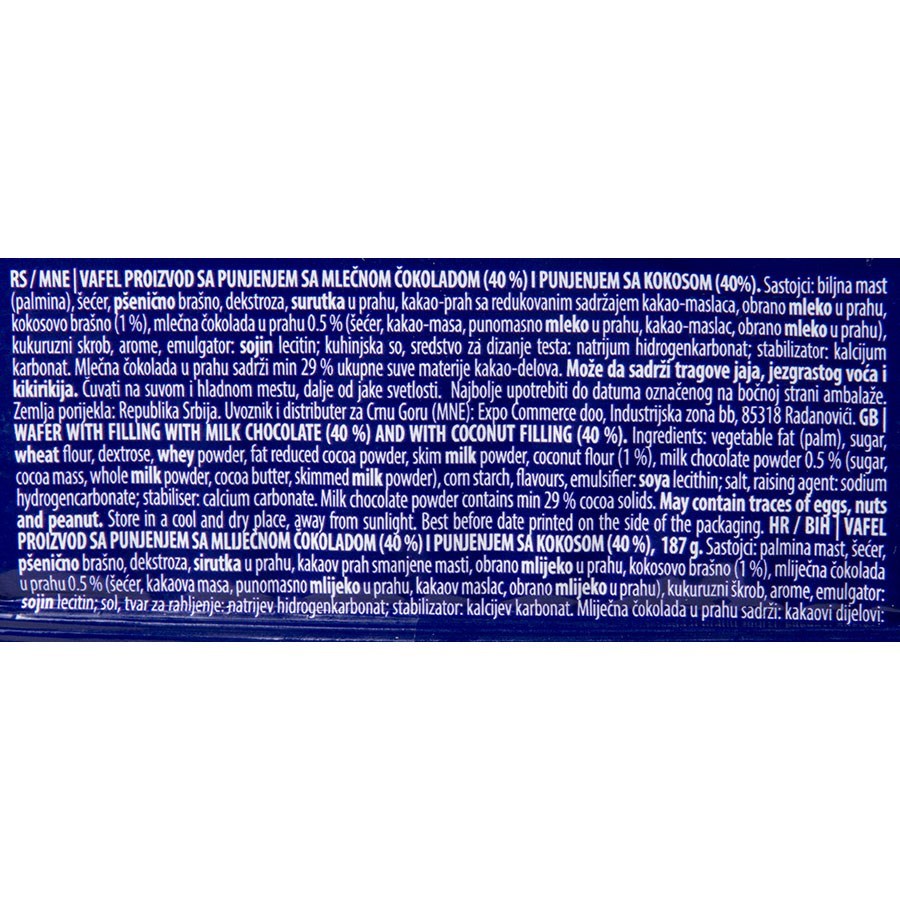 RS / MNE | VAFEL PROIZVOD SA PUNJENJEM SA MLEČNOM ČOKOLADOM (40 %) I PUNJENJEM SA KOKOSOM (40%). Sastojci: biljna mast
(palmina), šećer, pšenično brašno, dekstroza, surutka u prahu, kakao-prah sa redukovanim sadržajem kakao-maslaca, obrano mleko u prahu,
kokosovo brašno (1 %), mlečna čokolada u prahu 0.5 % (šećer, kakao-masa, punomasno mleko u prahu, kakao-maslac, obrano mleko u prahu),
kukuruzni skrob, arome, emulgator: sojin lecitin; kuhinjska so, sredstvo za dizanje testa: natrijum hidrogenkarbonat; stabilizator: kalcijum
karbonat. Mlečna čokolada u prahu sadrži min 29 % ukupne suve materije kakao-delova. Može da sadrži tragove jaja, jezgrastog voća i
kikirikija. Čuvati na suvom i hladnom mestu, dalje od jake svetlosti. Najbolje upotrebiti do datuma označenog na bočnoj strani ambalaže.
Zemlja porijekla: Republika Srbija. Uvoznik i distributer za Crnu Goru (MNE): Expo Commerce doo, Industrijska zona bb, 85318 Radanovići. GB |
WAFER WITH FILLING WITH MILK CHOCOLATE (40 %) AND WITH COCONUT FILLING (40 %). Ingredients: vegetable fat (palm), sugar,
wheat flour, dextrose, whey powder, fat reduced cocoa powder, skim milk powder, coconut flour (1 %), milk chocolate powder 0.5 % (sugar,
cocoa mass, whole milk powder, cocoa butter, skimmed milk powder), corn starch, flavours, emulsifier: soya lecithin; salt, raising agent: sodium
hydrogencarbonate; stabiliser: calcium carbonate. Milk chocolate powder contains min 29 % cocoa solids. May contain traces of eggs, nuts
and peanut. Store in a cool and dry place, away from sunlight. Best before date printed on the side of the packaging. HR / BIH | VAFEL
PROIZVOD SA PUNJENJEM SA MLIJEČNOM ČOKOLADOM (40 %) I PUNJENJEM SA KOKOSOM (40 %), 187 g. Sastojci: palmina mast, šećer,
pšenično brašno, dekstroza, sirutka u prahu, kakaov prah smanjene masti, obrano mlijeko u prahu, kokosovo brašno (1 %), mliječna čokolada
u prahu 0.5 % (šećer, kakaova masa, punomasno mlijeko u prahu, kakaov maslac, obrano mlijeko u prahu), kukuruzni škrob, arome, emulgator:
sojin lecitin; sol, tvar za rahljenje: natrijev hidrogenkarbonat; stabilizator: kalcijev karbonat. Mliječna čokolada u prahu sadrži: kakaovi dijelovi: